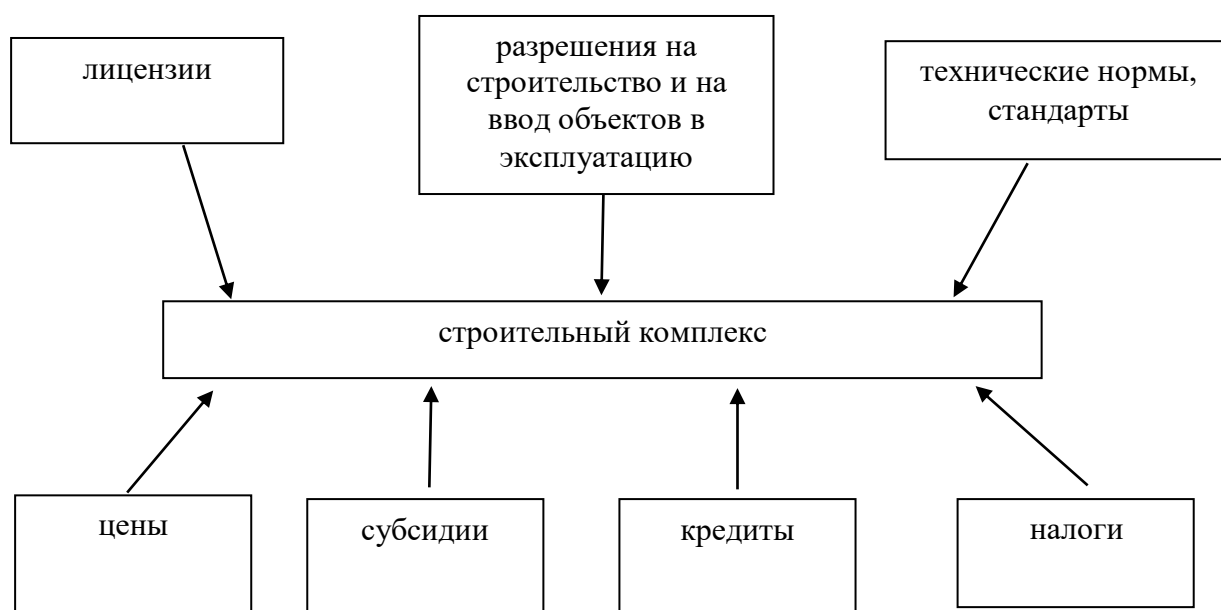 лицензии
разрешения на
строительство и на
ввод объектов в
эксплуатацию
технические нормы,
стандарты
строительный комплекс
цены
субсидии
кредиты
налоги